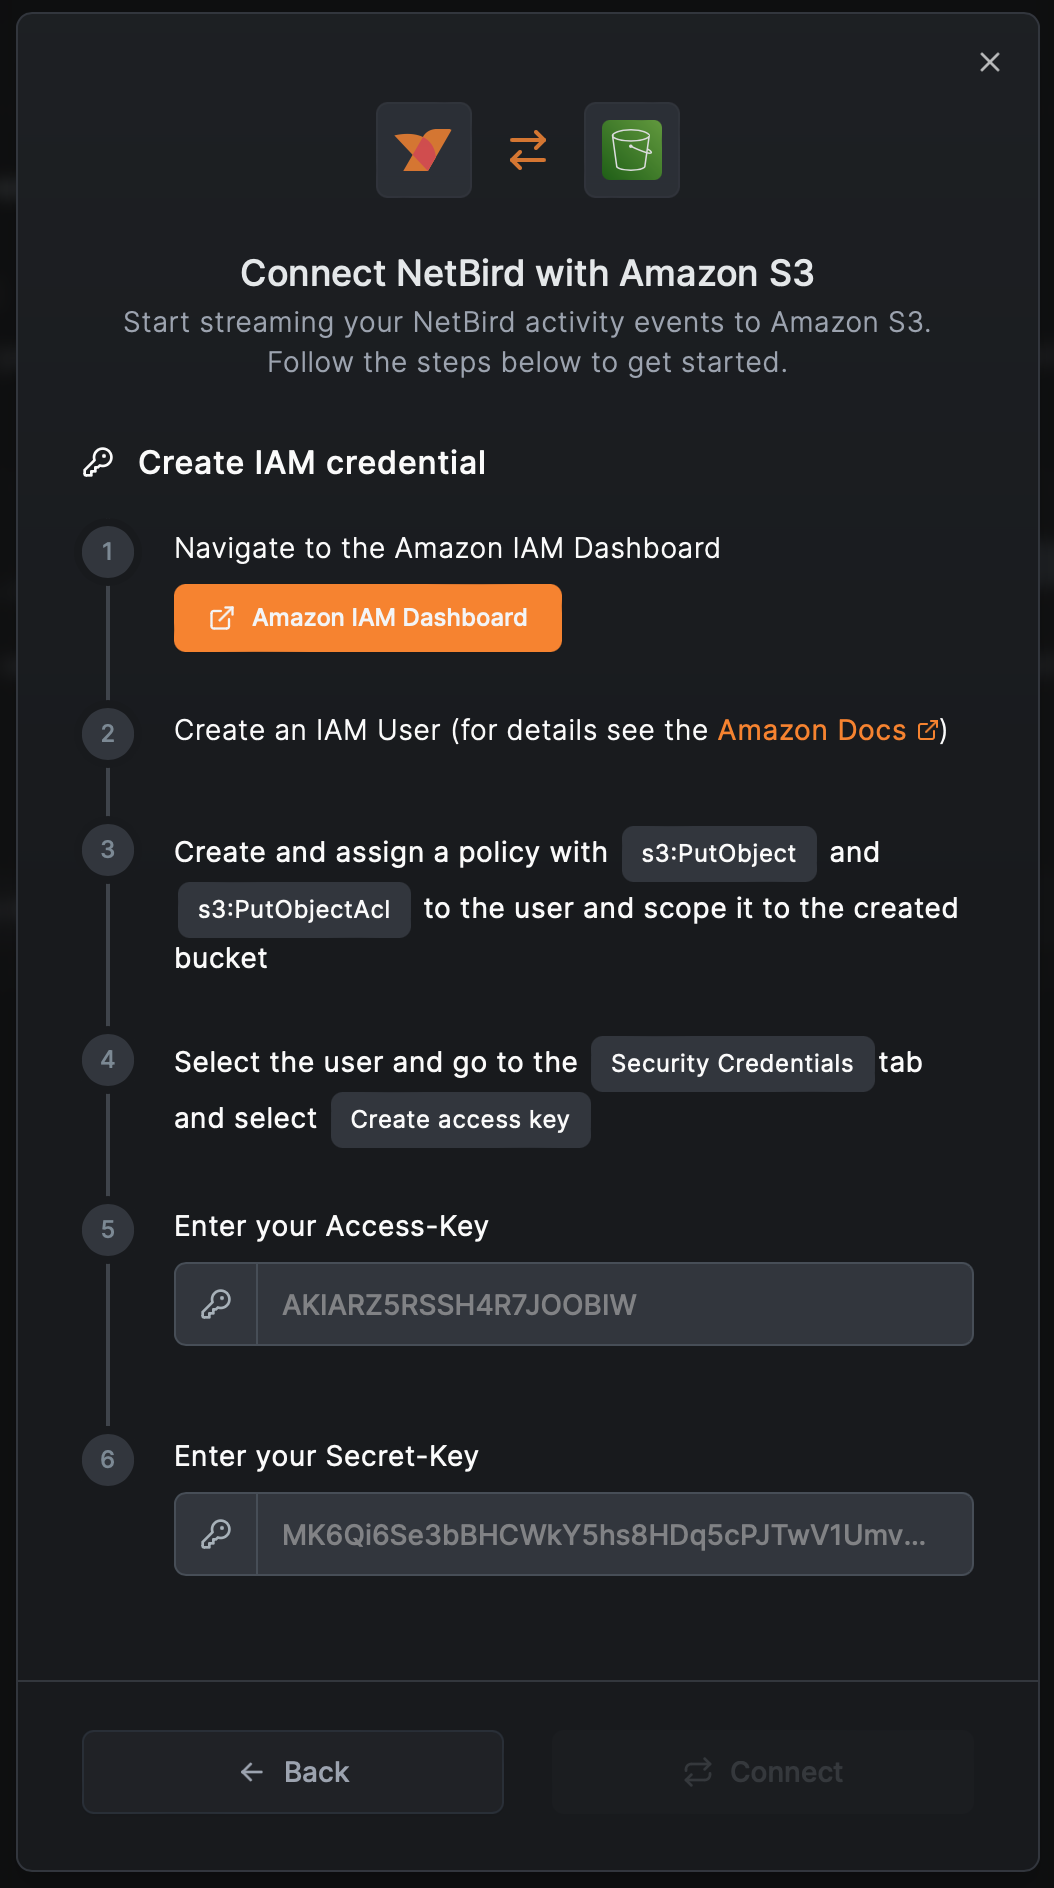 Connect NetBird with Amazon S3
Start streaming your NetBird activity events to Amazon S3.
Follow the steps below to get started.
Create IAM credential
1
Navigate to the Amazon IAM Dashboard
Amazon IAM Dashboard
2
Create an IAM User (for details see the Amazon Docs)
3
Create and assign a policy with s3:PutObject and
s3:PutObjectAcl to the user and scope it to the created
bucket
4
Select the user and go to the Security Credentials tab
and select Create access key
5
Enter your Access-Key
AKIARZ5RSSH4R7JOOBIW
6
Enter your Secret-Key
MK6Qi6Se3bBHCWkY5hs8HDq5cPJTwV1Umv...
Back
Connect